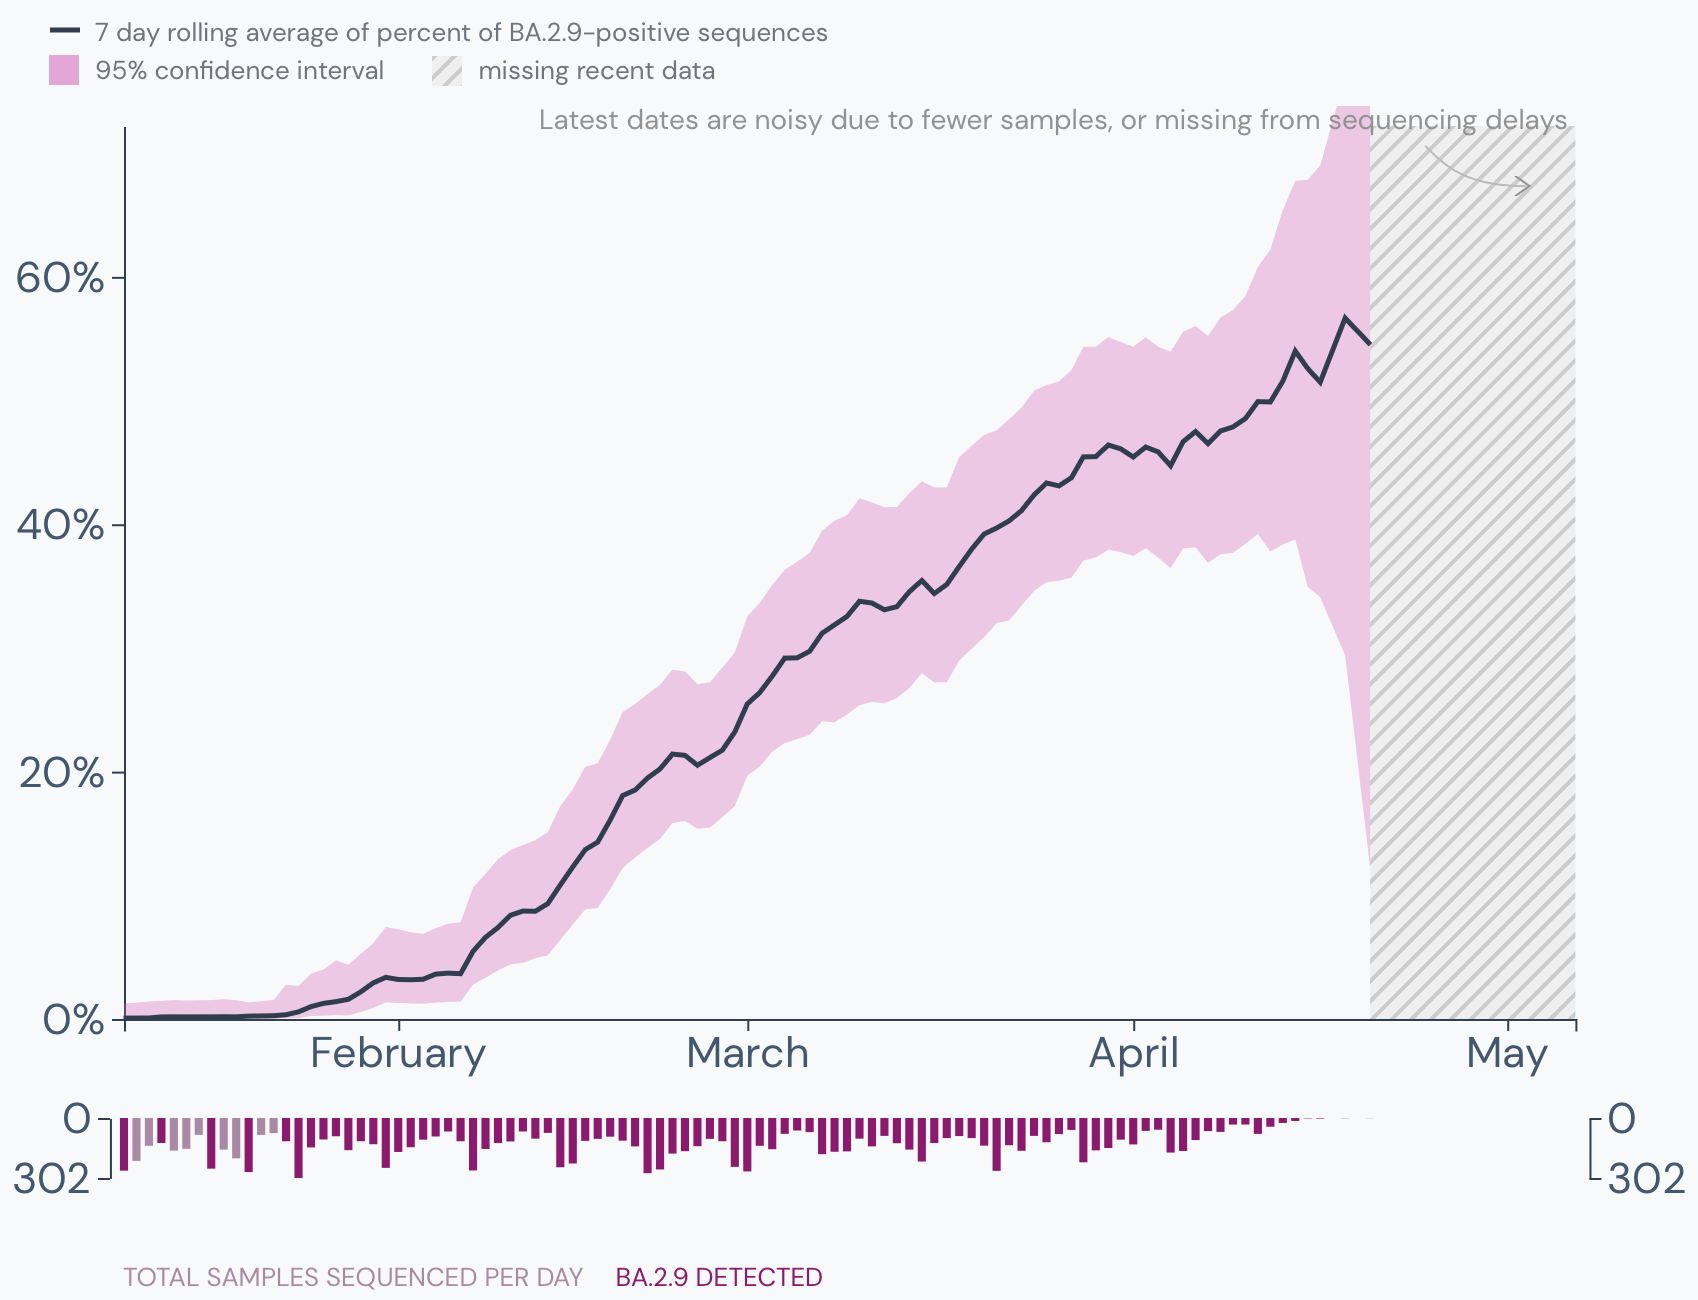 7 day rolling average of percent of BA.2.9-positive sequences
95% confidence interval missing recent data
Latest dates are noisy due to fewer samples, or missing from sequencing delays
60%
40%
20%
0%
February March April May
0 0
302 302
TOTAL SAMPLES SEQUENCED PER DAY BA.2.9 DETECTED